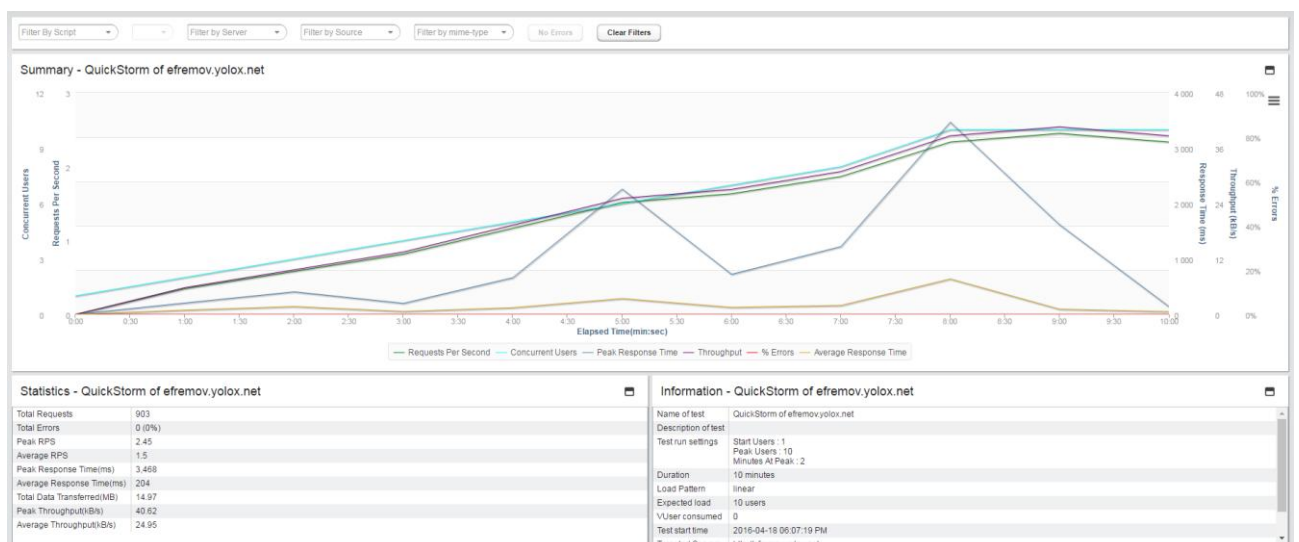 Filter By Script
Filter by Server
Filter by Source
Filter by mime-type
No Errors
Clear Filters
Summary - QuickStorm of efremov.yolox.net
12 3 4 000 48 100%
9 2 3 000 36 80%
6 1 2 000 24 60%
3 1 000 12 40%
20%
0 0 0 0 0%
Concurrent Users
Requests Per Second
Response Time (ms)
Throughput (kB/s)
% Errors
0:00 0:30 1:00 1:30 2:00 2:30 3:00 3:30 4:00 4:30 5:00 5:30 6:00 6:30 7:00 7:30 8:00 8:30 9:00 9:30 10:00
Elapsed Time(min:sec)
Requests Per Second Concurrent Users Peak Response Time Throughput % Errors Average Response Time
Statistics - QuickStorm of efremov.yolox.net
Total Requests 903
Total Errors 0 (0%)
Peak RPS 2.45
Average RPS 1.5
Peak Response Time(ms) 3,468
Average Response Time(ms) 204
Total Data Transferred(MB) 14.97
Peak Throughput(kB/s) 40.62
Average Throughput(kB/s) 24.95
Information - QuickStorm of efremov.yolox.net
Name of test QuickStorm of efremov.yolox.net
Description of test
Test run settings Start Users : 1
Peak Users : 10
Minutes At Peak : 2
Duration 10 minutes
Load Pattern linear
Expected load 10 users
VUser consumed 0
Test start time 2016-04-18 06:07:19 PM